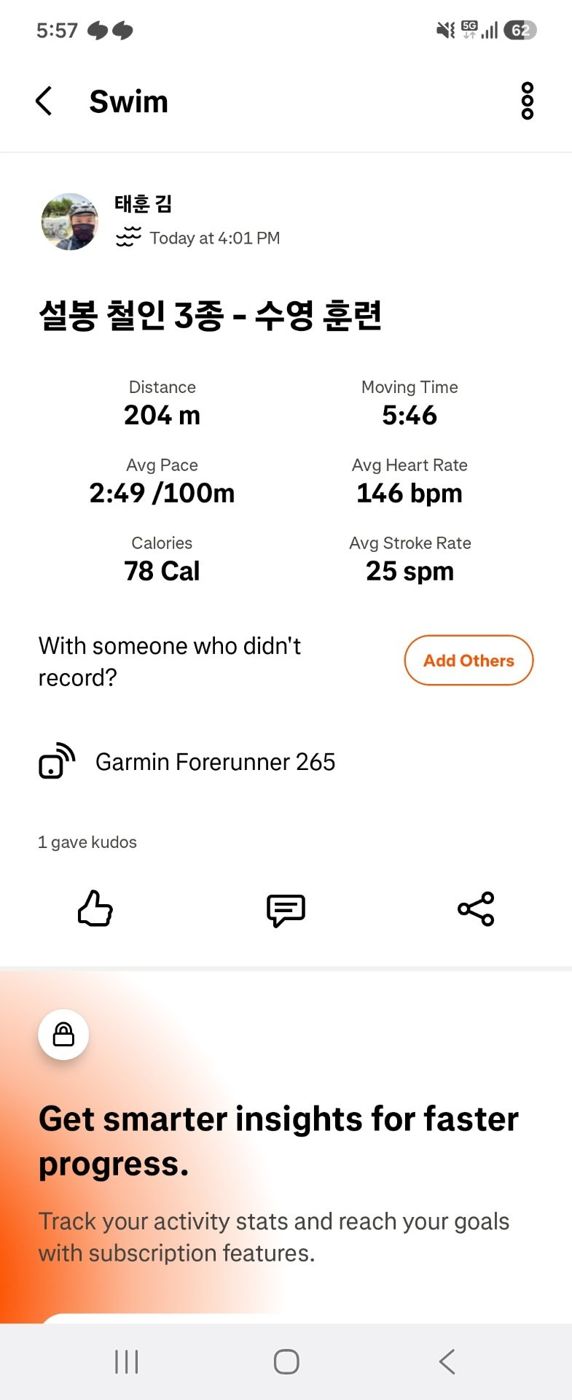 5:57
5G
62
Swim
태훈 김
Today at 4:01 PM
설봉 철인 3종 - 수영 훈련
Distance
Moving Time
204 m
5:46
Avg Pace
Avg Heart Rate
2:49 /100m
146 bpm
Calories
Avg Stroke Rate
78 Cal
25 spm
With someone who didn't
record?
Add Others
Garmin Forerunner 265
1 gave kudos
Get smarter insights for faster
progress.
Track your activity stats and reach your goals
with subscription features.